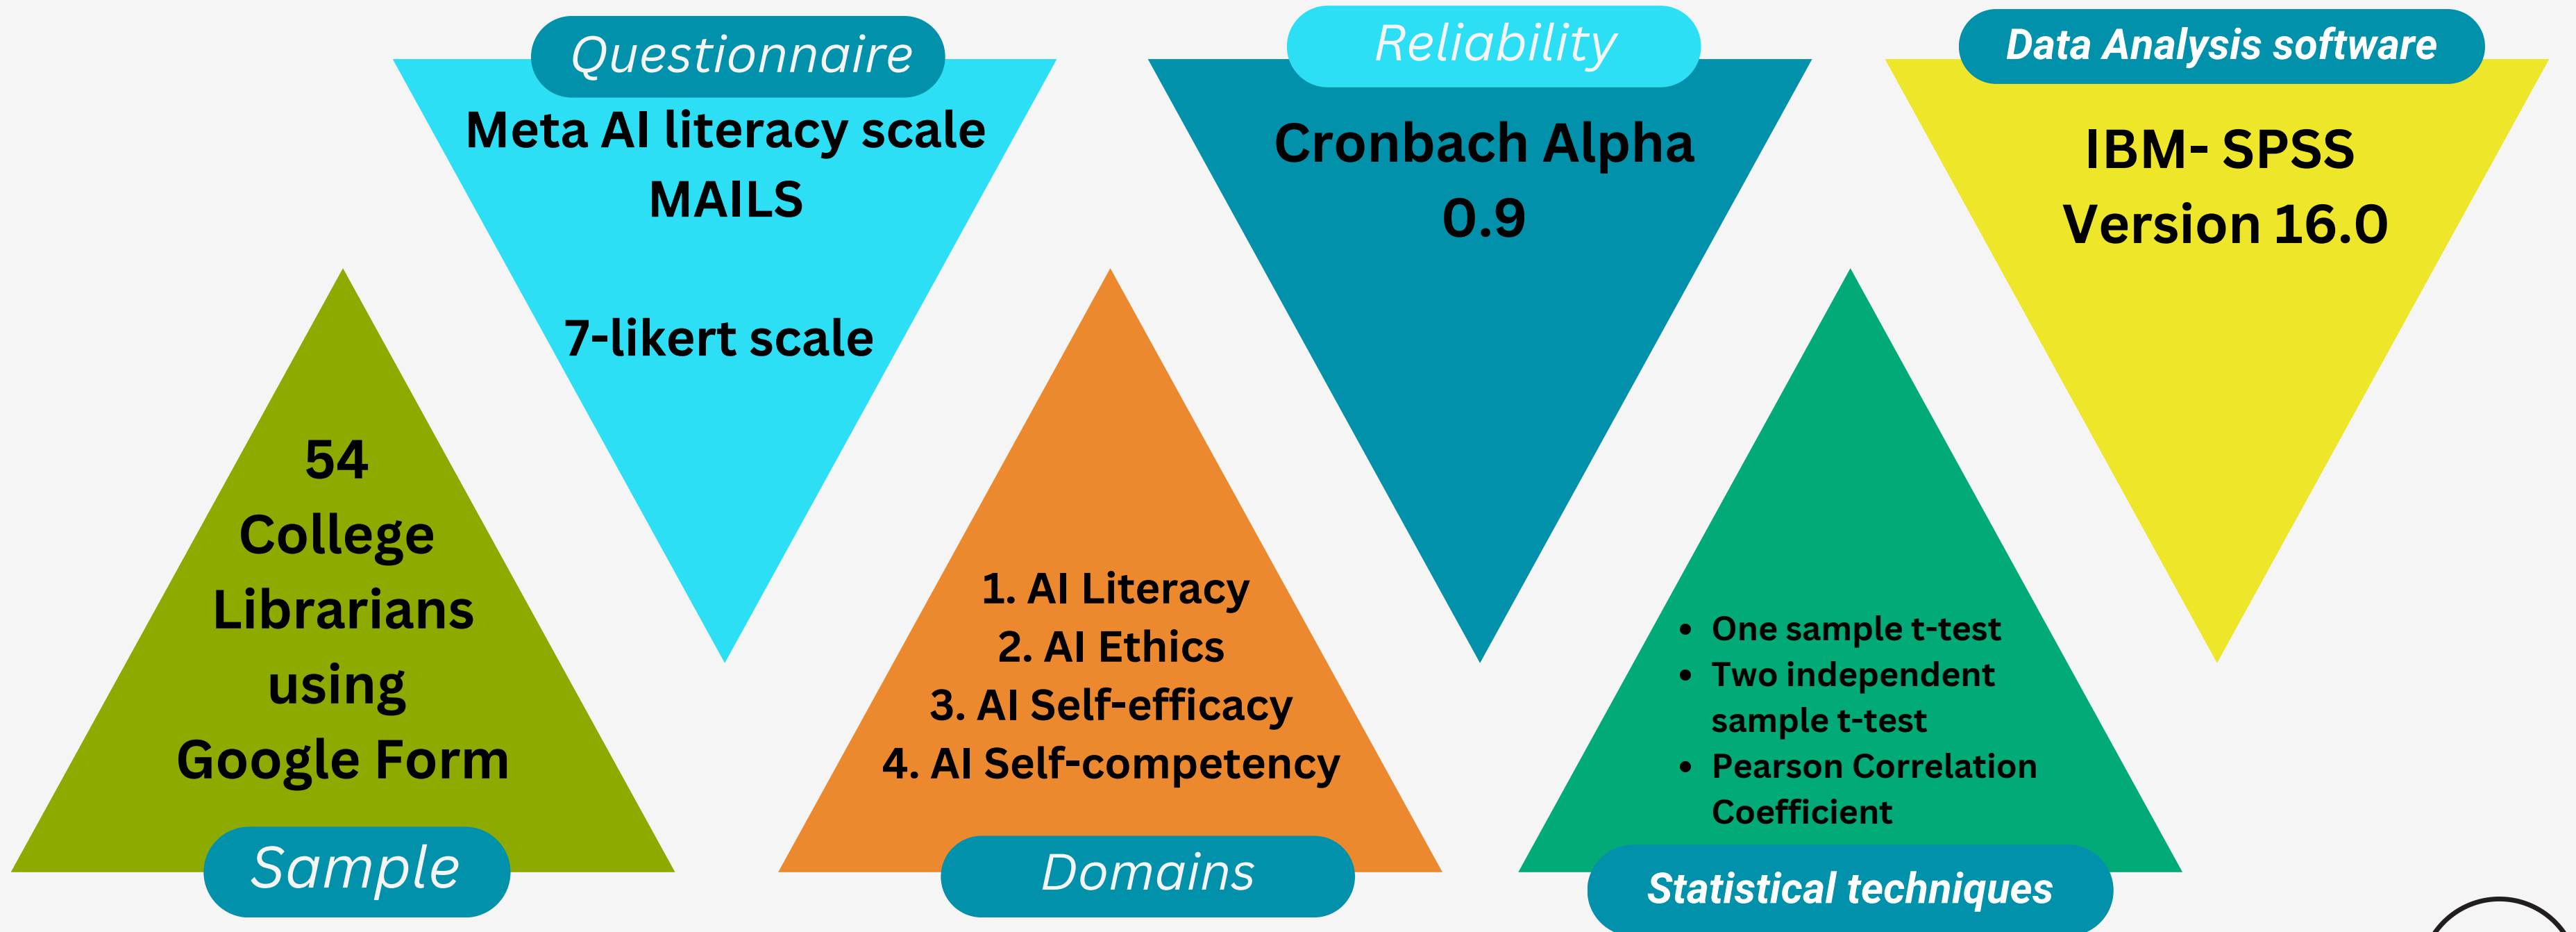 Questionnaire
Meta AI literacy scale
MAILS
7-likert scale
Reliability
Cronbach Alpha
0.9
Data Analysis software
IBM- SPSS
Version 16.0
54
College
Librarians
using
Google Form
Sample
1. AI Literacy
2. AI Ethics
3. AI Self-efficacy
4. AI Self-competency
Domains
• One sample t-test
• Two independent
sample t-test
• Pearson Correlation
Coefficient
Statistical techniques